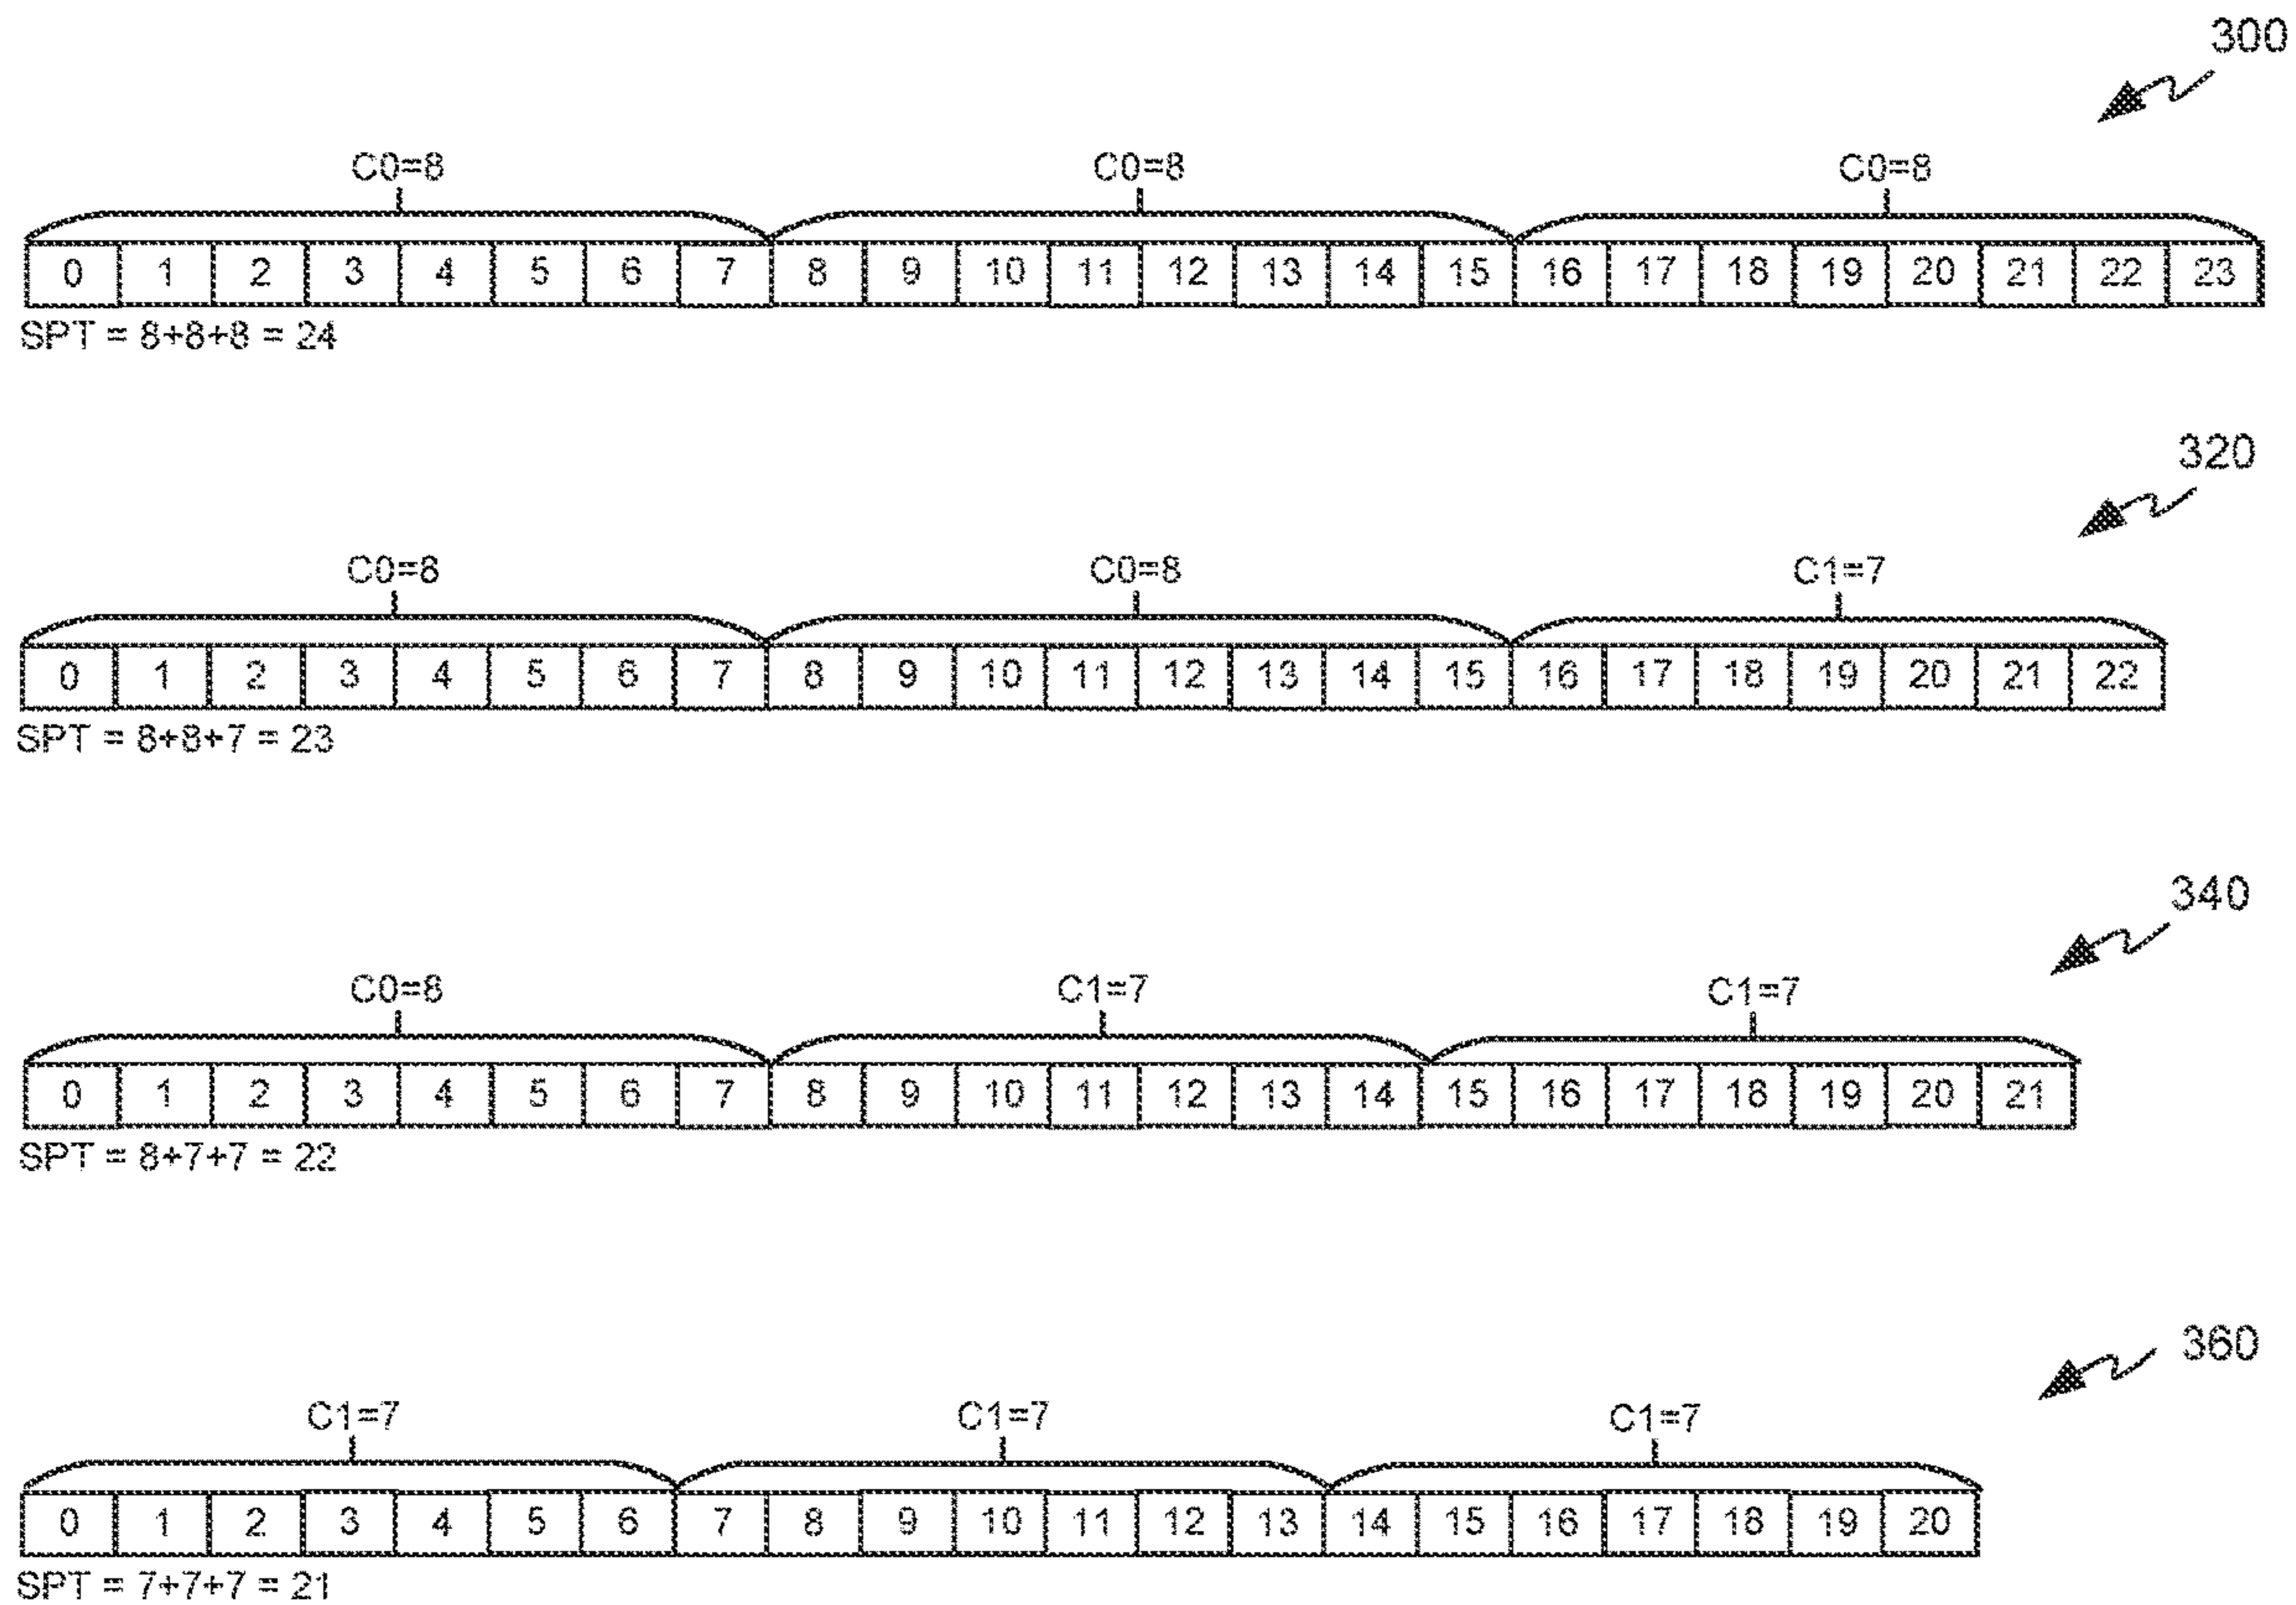 300
C0=8 C0=8 C0=8
0 1 2 3 4 5 6 7 8 9 10 11 12 13 14 15 16 17 18 19 20 21 22 23
SPT = 8+8+8 = 24
320
C0=8 C0=8 C1=7
0 1 2 3 4 5 6 7 8 9 10 11 12 13 14 15 16 17 18 19 20 21 22
SPT = 8+8+7 = 23
340
C0=8 C1=7 C1=7
0 1 2 3 4 5 6 7 8 9 10 11 12 13 14 15 16 17 18 19 20 21
SPT = 8+7+7 = 22
360
C1=7 C1=7 C1=7
0 1 2 3 4 5 6 7 8 9 10 11 12 13 14 15 16 17 18 19 20
SPT = 7+7+7 = 21